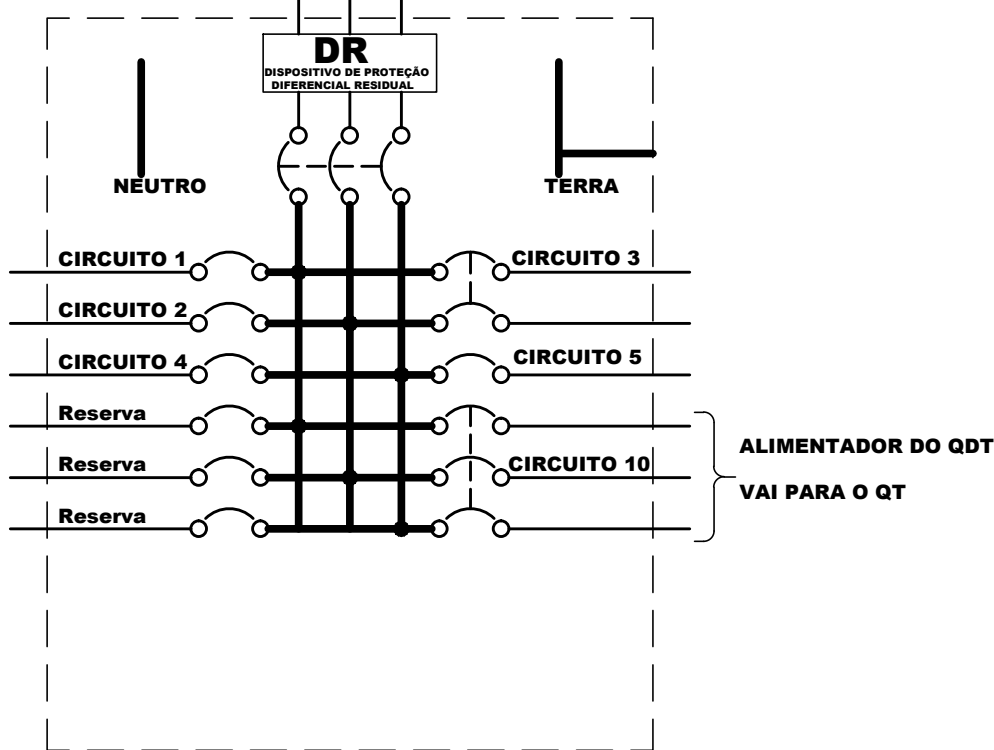 DR
DISPOSITIVO DE PROTEÇÃO
DIFERENCIAL RESIDUAL
NEUTRO
TERRA
CIRCUITO 1
CIRCUITO 3
CIRCUITO 2
CIRCUITO 4
CIRCUITO 5
Reserva
ALIMENTADOR DO QDT
Reserva
CIRCUITO 10
VAI PARA O QT
Reserva